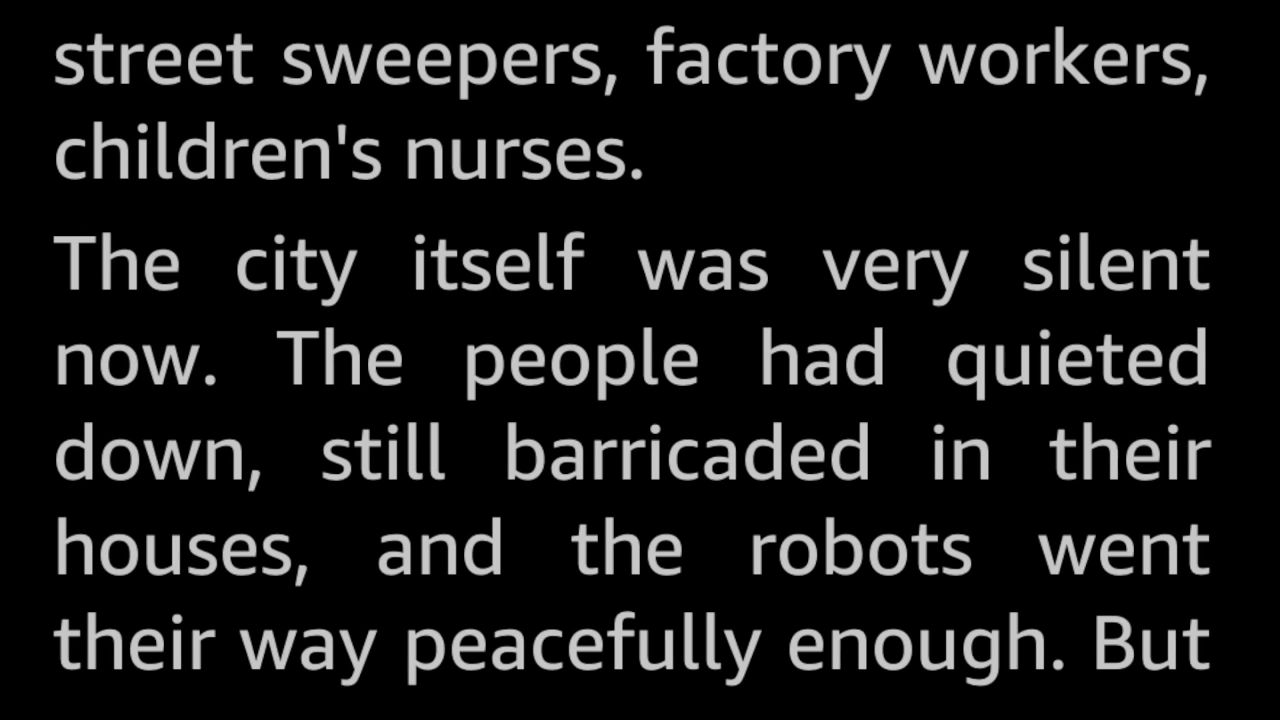 street sweepers, factory workers,
children's nurses.
The city itself was very silent
now. The people had quieted
down, still barricaded in their
houses, and the robots went
their way peacefully enough. But